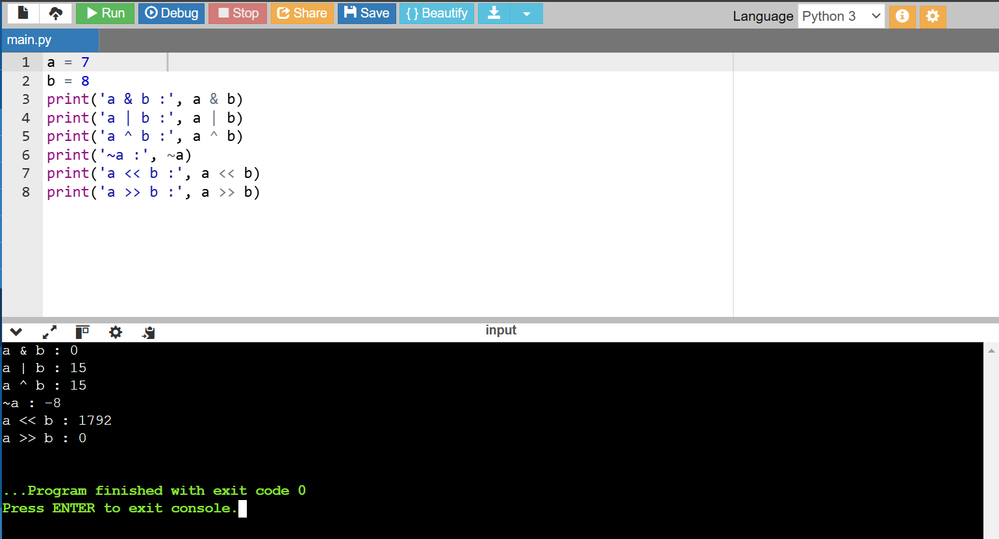 Run Debug Stop Share Save { } Beautify Language Python 3
main.py
1 a = 7
2 b = 8
3 print('a & b :', a & b)
4 print('a | b :', a | b)
5 print('a ^ b :', a ^ b)
6 print('~a :', ~a)
7 print('a << b :', a << b)
8 print('a >> b :', a >> b)
input
a & b : 0
a | b : 15
a ^ b : 15
~a : -8
a << b : 1792
a >> b : 0
...Program finished with exit code 0
Press ENTER to exit console.